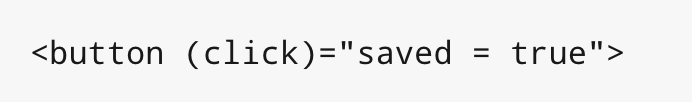 <button (click)="saved = true">